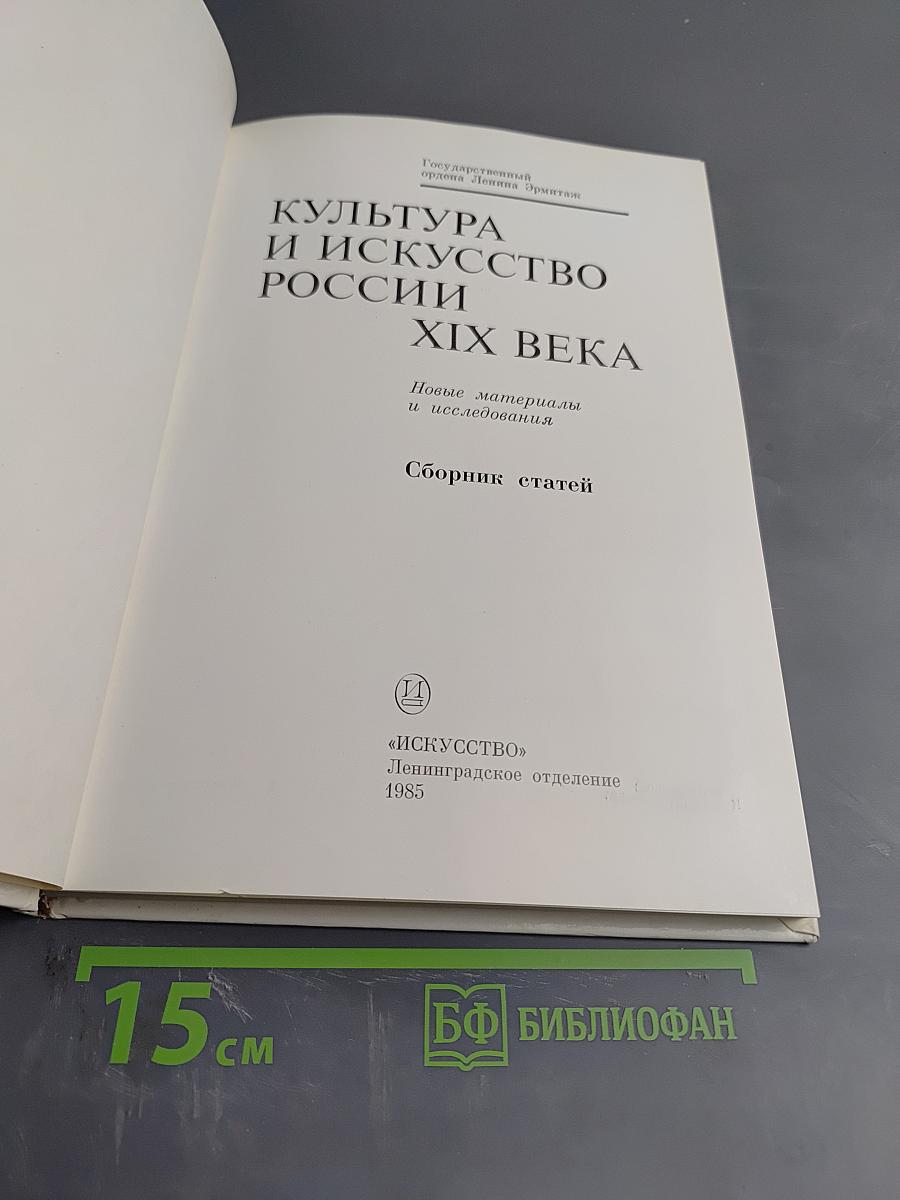 Государственный
ордена Ленина Эрмитаж
КУЛЬТУРА
И ИСКУССТВО
РОССИИ
XIX ВЕКА
Новые материалы
и исследования
Сборник статей
И
«ИСКУССТВО»
Ленинградское отделение
1985
15 см
БФ БИБЛИОФАН